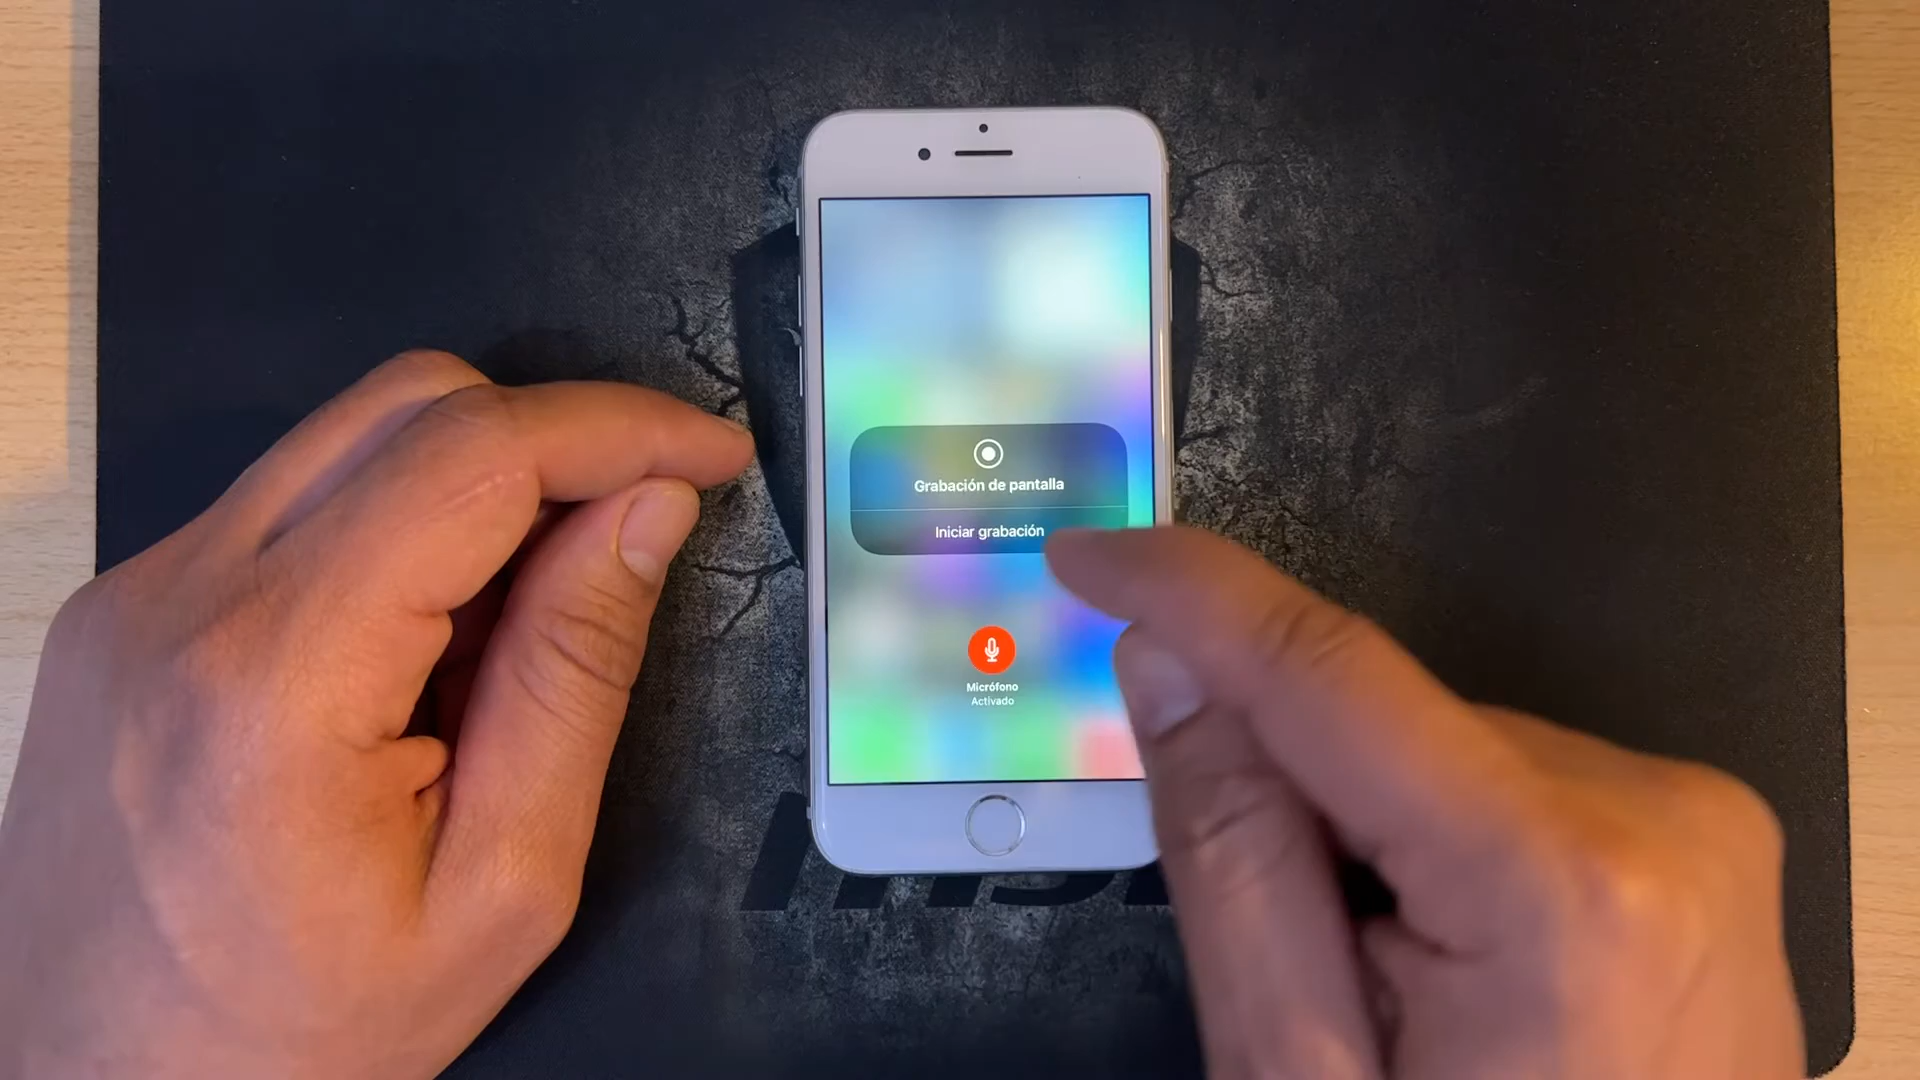 Grabación de pantalla
Iniciar grabación
Micrófono
Activado